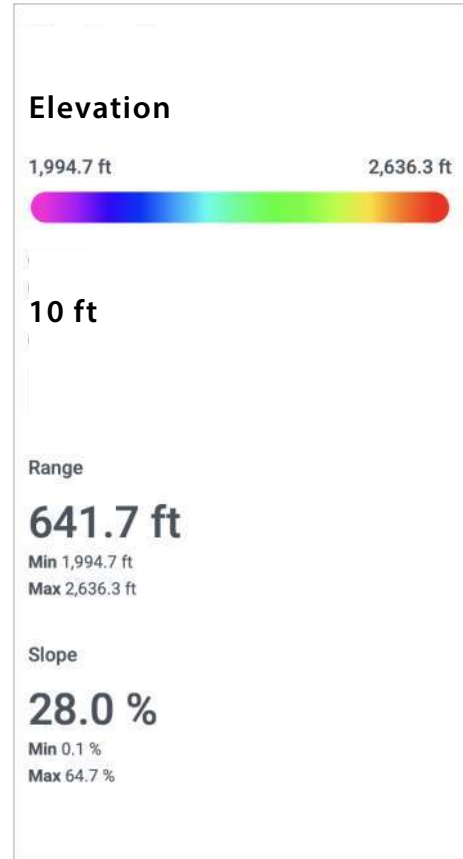 Elevation
1,994.7 ft 2,636.3 ft
10 ft
Range
641.7 ft
Min 1,994.7 ft
Max 2,636.3 ft
Slope
28.0 %
Min 0.1 %
Max 64.7 %